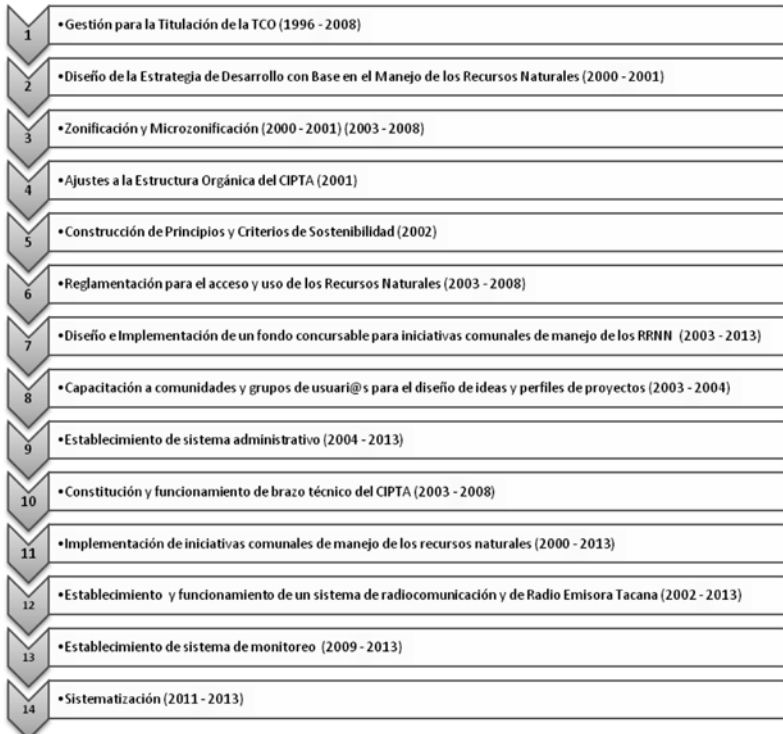 1 •Gestión para la Titulación de la TCO (1996 - 2008)
2 •Diseño de la Estrategia de Desarrollo con Base en el Manejo de los Recursos Naturales (2000 - 2001)
3 •Zonificación y Microzonificación (2000 - 2001) (2003 - 2008)
4 •Ajustes a la Estructura Orgánica del CIPTA (2001)
5 •Construcción de Principios y Criterios de Sostenibilidad (2002)
6 •Reglamentación para el acceso y uso de los Recursos Naturales (2003 - 2008)
7 •Diseño e Implementación de un fondo concursable para iniciativas comunales de manejo de los RRNN (2003 - 2013)
8 •Capacitación a comunidades y grupos de usuari@s para el diseño de ideas y perfiles de proyectos (2003 - 2004)
9 •Establecimiento de sistema administrativo (2004 - 2013)
10 •Constitución y funcionamiento de brazo técnico del CIPTA (2003 - 2008)
11 •Implementación de iniciativas comunales de manejo de los recursos naturales (2000 - 2013)
12 •Establecimiento y funcionamiento de un sistema de radiocomunicación y de Radio Emisora Tacana (2002 - 2013)
13 •Establecimiento de sistema de monitoreo (2009 - 2013)
14 •Sistematización (2011 - 2013)